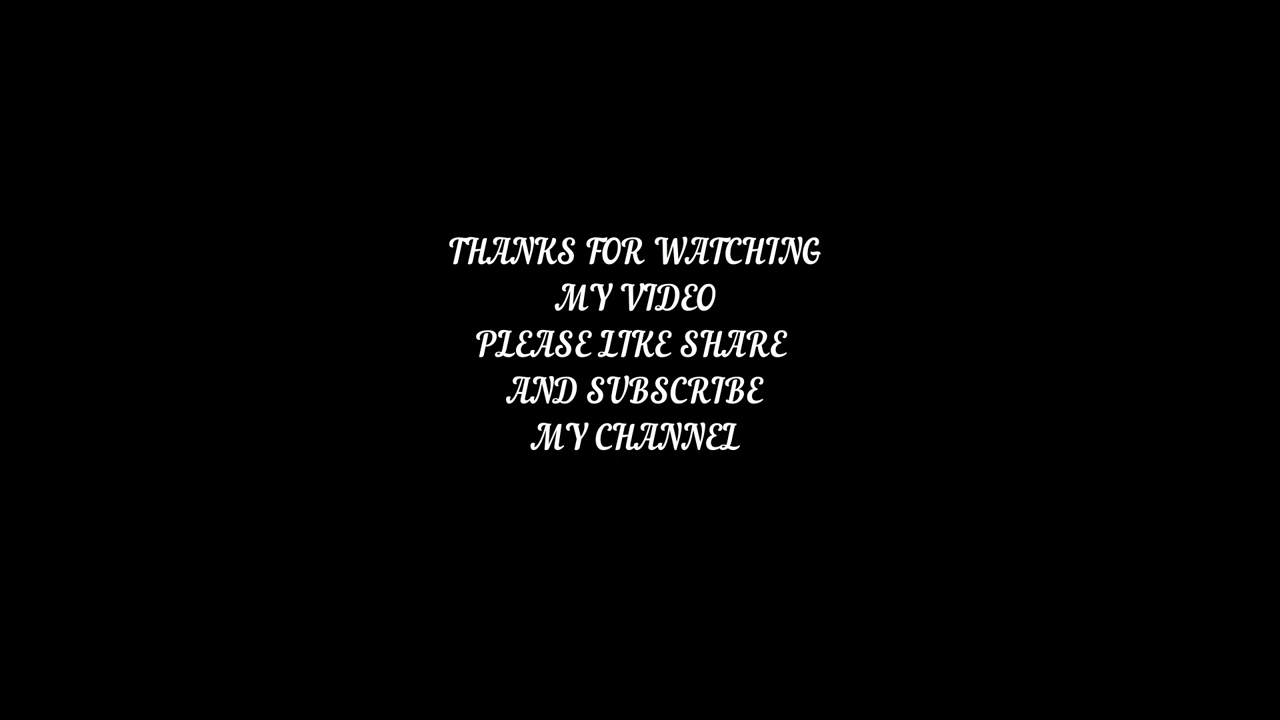 THANKS FOR WATCHING
MY VIDEO
PLEASE LIKE SHARE
AND SUBSCRIBE
MY CHANNEL